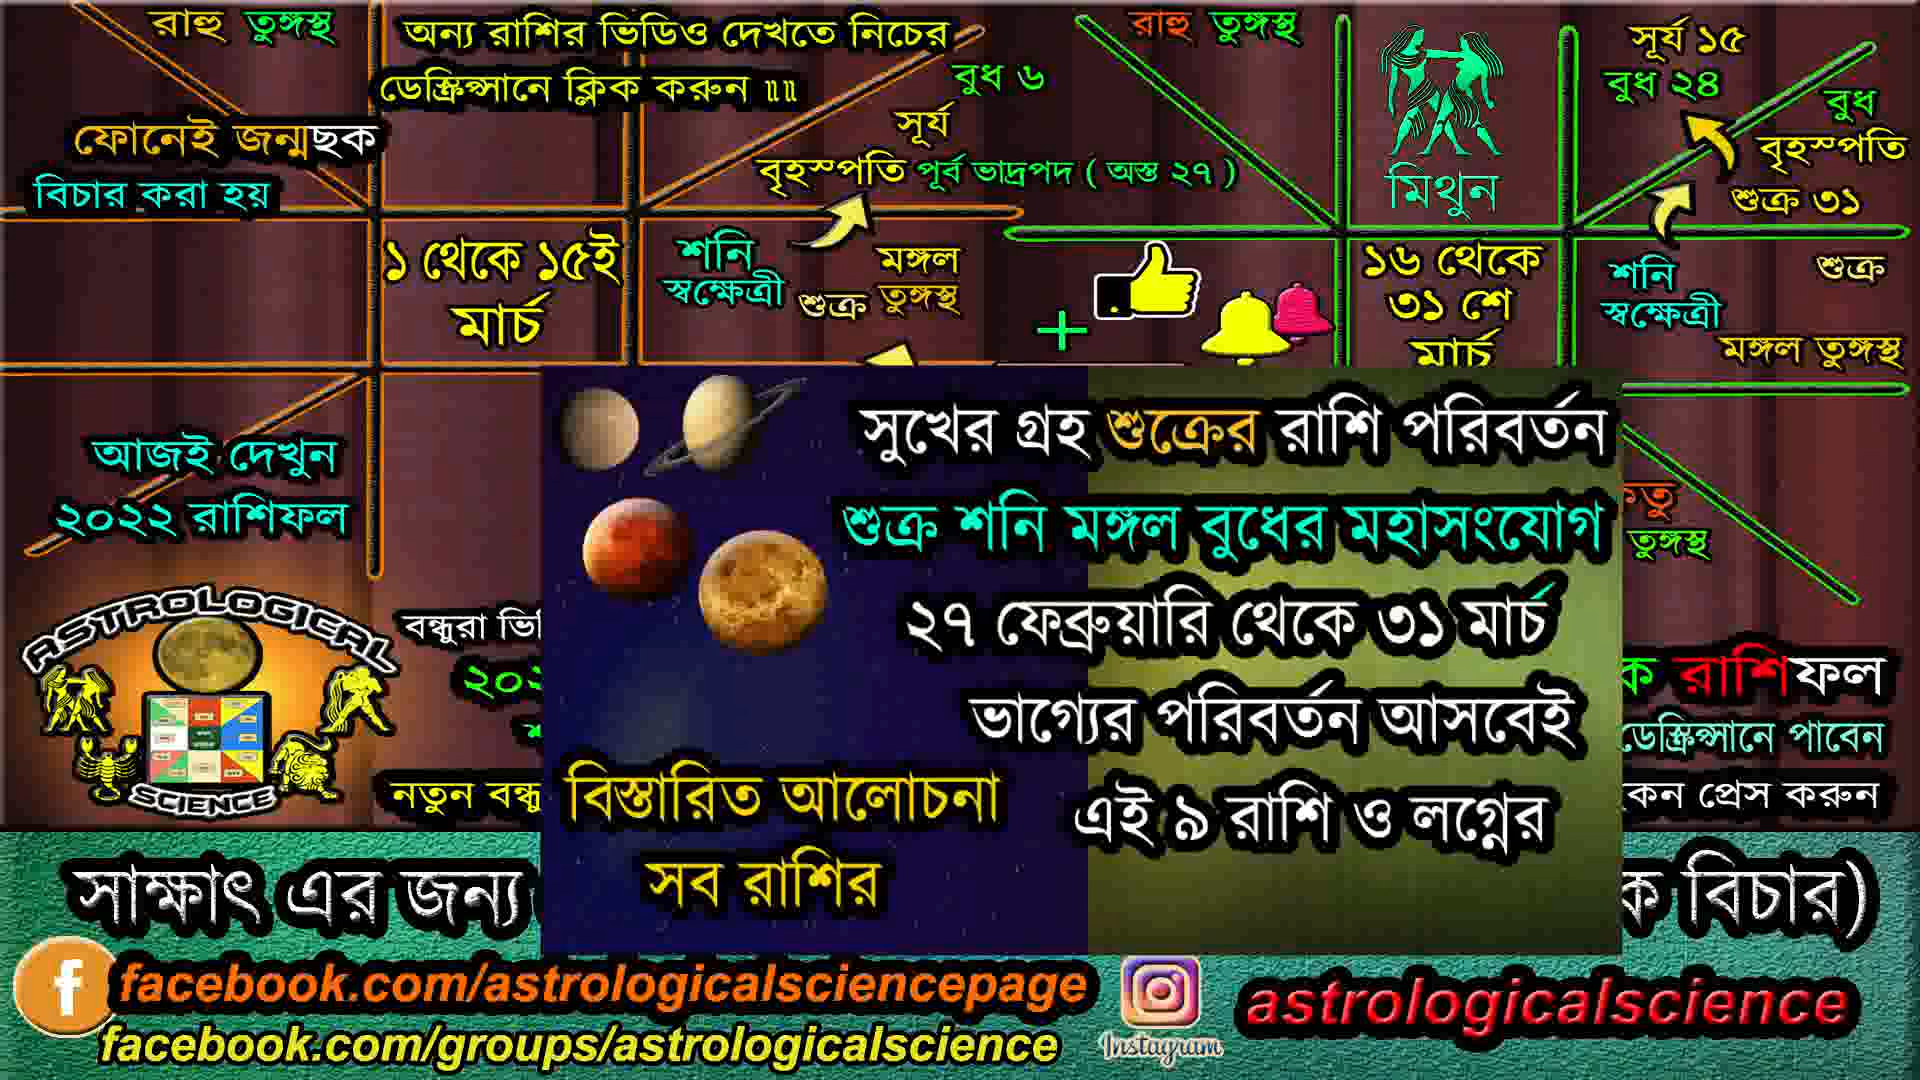 রাহু তুঙ্গস্থ
অন্য রাশির ভিডিও দেখতে নিচের
ডেস্ক্রিপ্সানে ক্লিক করুন ॥॥
বুধ ৬
সূর্য
বৃহস্পতি পূর্ব ভাদ্রপদ ( অস্ত ২৭ )
ফোনেই জন্মছক
বিচার করা হয়
১ থেকে ১৫ই
মার্চ
শনি
স্বক্ষেত্রী
শুক্র
মঙ্গল
তুঙ্গস্থ
রাহু তুঙ্গস্থ
মিথুন
সূর্য ১৫
বুধ ২৪
বুধ
বৃহস্পতি
শুক্র ৩১
১৬ থেকে
৩১ শে
মার্চ
শনি
স্বক্ষেত্রী
শুক্র
মঙ্গল তুঙ্গস্থ
+
আজই দেখুন
২০২২ রাশিফল
সুখের গ্রহ শুক্রের রাশি পরিবর্তন
শুক্র শনি মঙ্গল বুধের মহাসংযোগ
২৭ ফেব্রুয়ারি থেকে ৩১ মার্চ
ভাগ্যের পরিবর্তন আসবেই
এই ৯ রাশি ও লগ্নের
বিস্তারিত আলোচনা
সব রাশির
তুঙ্গস্থ
ASTROLOGICAL
SCIENCE
বন্ধুরা
নতুন
ক রাশিফল
ডেস্ক্রিপ্সানে পাবেন
প্রেস করুন
সাক্ষাৎ এর জন্য
ক বিচার)
facebook.com/astrologicalsciencepage
facebook.com/groups/astrologicalscience
Instagram
astrologicalscience